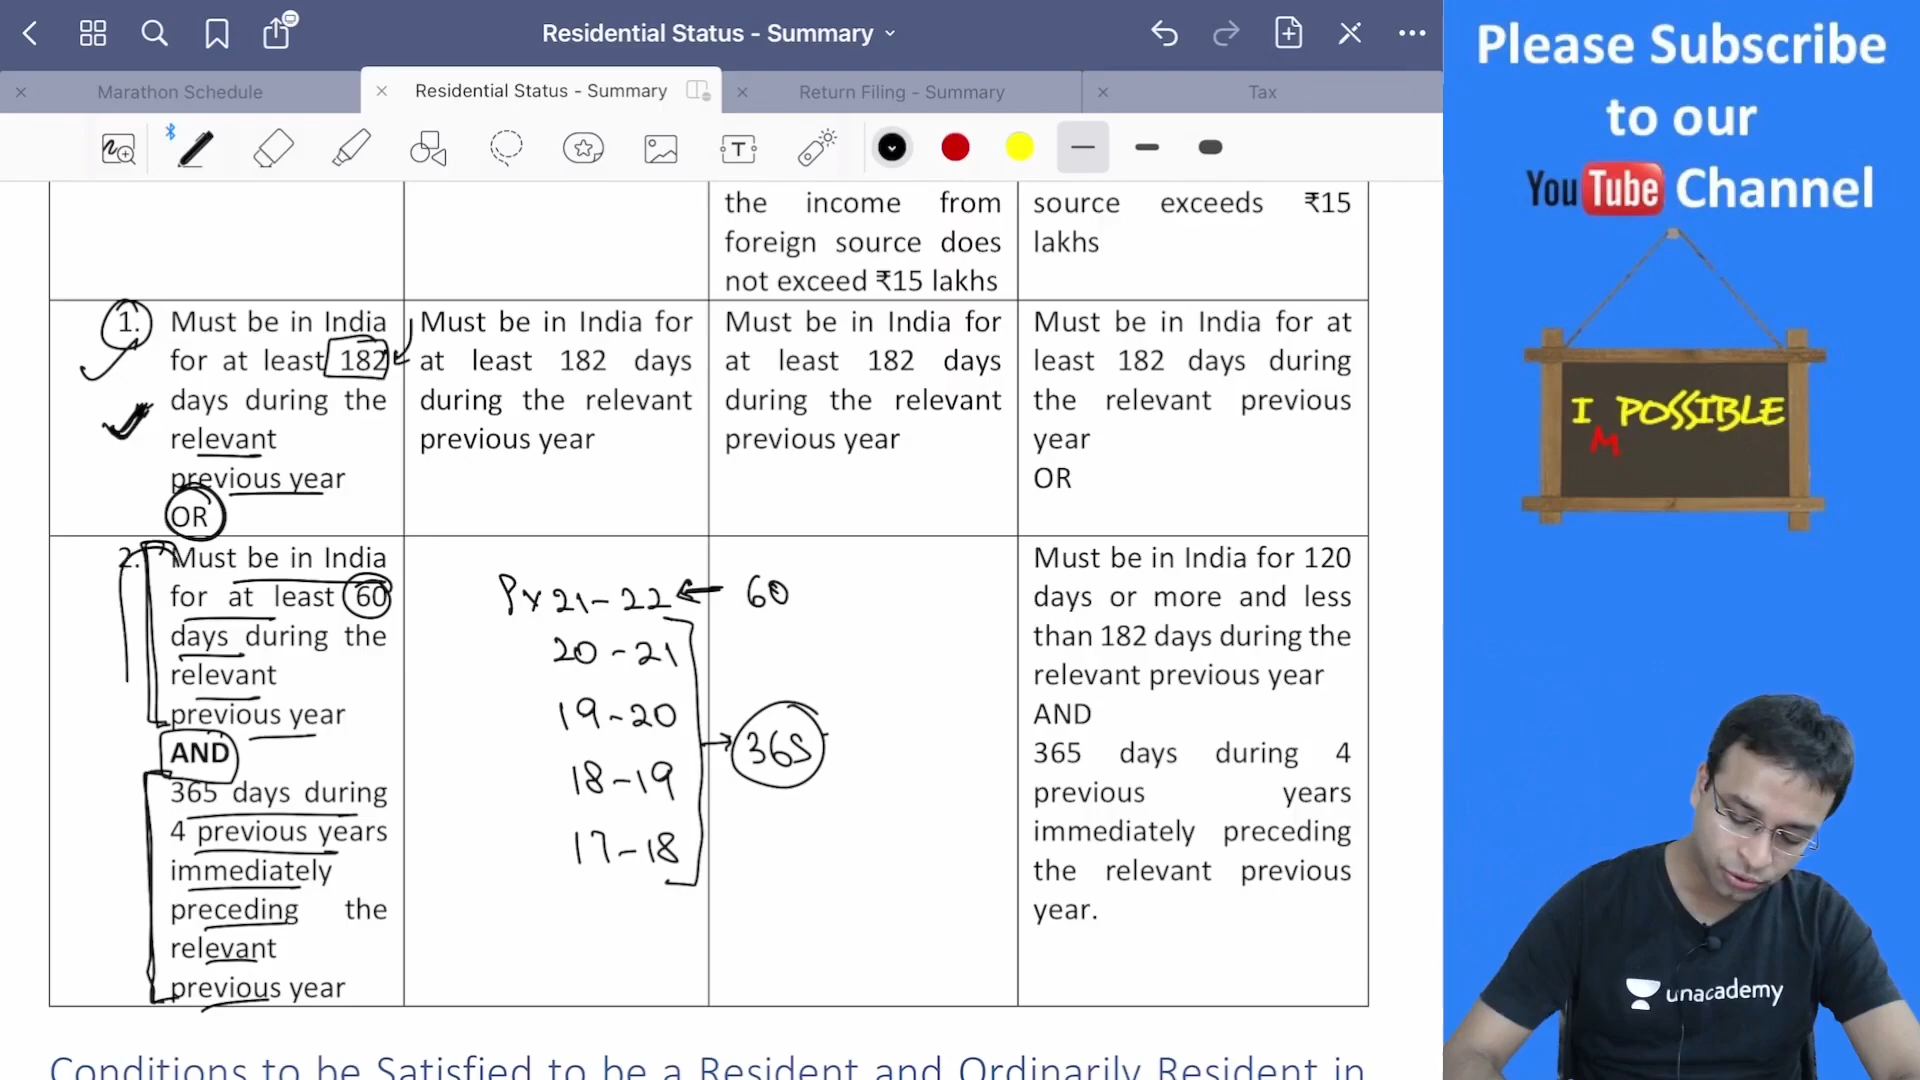 Residential Status - Summary
Marathon Schedule
Residential Status - Summary
Return Filing - Summary
Tax
T
the income from
foreign source does
not exceed ₹15 lakhs
source exceeds ₹15
lakhs
1. Must be in India
for at least 182
days during the
relevant
previous year
OR
Must be in India for
at least 182 days
during the relevant
previous year
Must be in India for
at least 182 days
during the relevant
previous year
Must be in India for at
least 182 days during
the relevant previous
year
OR
2. Must be in India
for at least 60
days during the
relevant
previous year
AND
365 days during
4 previous years
immediately
preceding the
relevant
previous year
Py 21-22 ← 60
20-21
19-20
18-19
17-18
365
Must be in India for 120
days or more and less
than 182 days during the
relevant previous year
AND
365 days during 4
previous years
immediately preceding
the relevant previous
year.
Conditions to be Satisfied to be a Resident and Ordinarily Resident in
Please Subscribe
to our
YouTube Channel
I POSSIBLE
M
unacademy